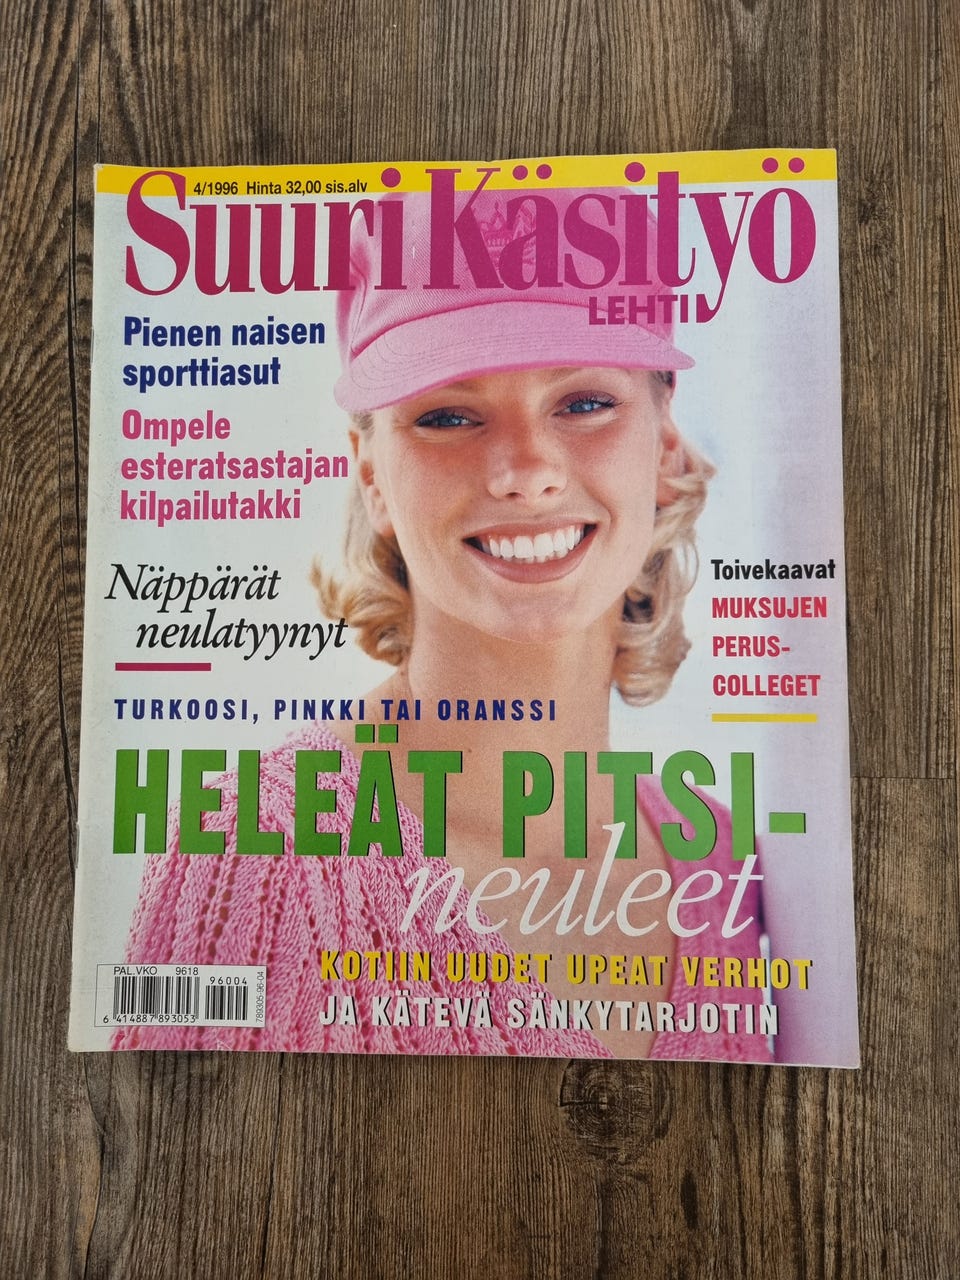 4/1996 Hinta 32,00 sis.alv
Suuri Käsityö
LEHTI
Pienen naisen
sporttiasut
Ompele
esteratsastajan
kilpailutakki
Näppärät
neulatyynyt
Toivekaavat
MUKSUJEN
PERUS-
COLLEGET
TURKOOSI, PINKKI TAI ORANSSI
HELEÄT PITSI-
neuleet
KOTIIN UUDET UPEAT VERHOT
JA KÄTEVÄ SÄNKYTARJOTIN
PAL.VKO 9618
96004
6 414887 893053
789305-96-04